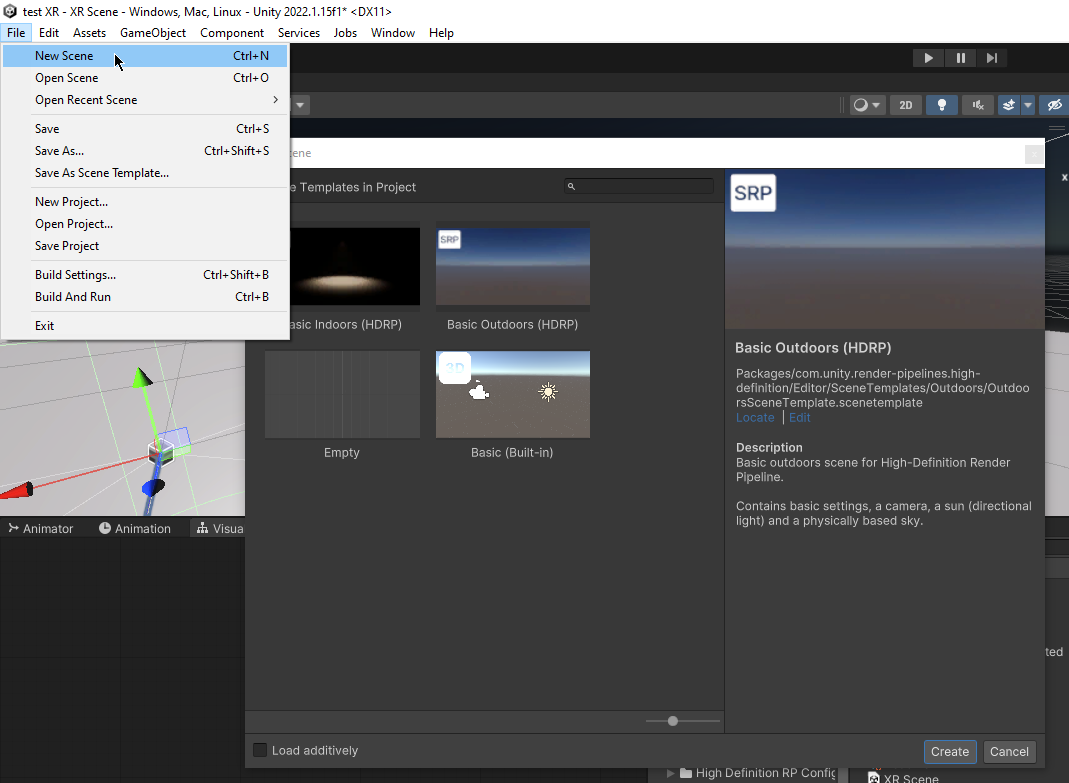 test XR - XR Scene - Windows, Mac, Linux - Unity 2022.1.15f1* <DX11>
File Edit Assets GameObject Component Services Jobs Window Help
New Scene Ctrl+N
Open Scene Ctrl+O
Open Recent Scene
Save Ctrl+S
Save As... Ctrl+Shift+S
Save As Scene Template...
New Project...
Open Project...
Save Project
Build Settings... Ctrl+Shift+B
Build And Run Ctrl+B
Exit
2D
x
Templates in Project
SRP
Indoors (HDRP)
SRP
Basic Outdoors (HDRP)
Empty
3D
Basic (Built-in)
Basic Outdoors (HDRP)
Packages/com.unity.render-pipelines.high-
definition/Editor/SceneTemplates/Outdoors/Outdoo
rsSceneTemplate.scenetemplate
Locate Edit
Description
Basic outdoors scene for High-Definition Render
Pipeline.
Contains basic settings, a camera, a sun (directional
light) and a physically based sky.
Animator Animation Visua
ted
Load additively
Create Cancel
High Definition RP Config
XR Scene